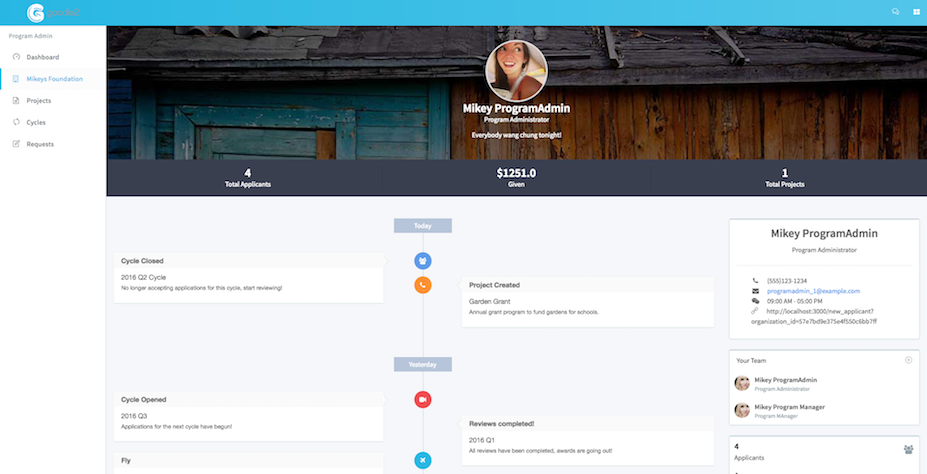 Program Admin
Dashboard
Mikeys Foundation
Projects
Cycles
Requests
Mikey ProgramAdmin
Program Administrator
Everybody wang chung tonight!
4
Total Applicants
$1251.0
Given
1
Total Projects
Today
Cycle Closed
2016 Q2 Cycle
No longer accepting applications for this cycle, start reviewing!
Project Created
Garden Grant
Annual grant program to fund gardens for schools.
Yesterday
Cycle Opened
2016 Q3
Applications for the next cycle have begun!
Reviews completed!
2016 Q1
All reviews have been completed, awards are going out!
Fly
Mikey ProgramAdmin
Program Administrator
(555)123-1234
programadmin_1@example.com
09:00 AM - 05:00 PM
http://localhost:3000/new_applicant?
organization_id=57e7bd9e375e4f550c6bb7ff
Your Team
Mikey ProgramAdmin
Program Administrator
Mikey Program Manager
Program MAnager
4
Applicants